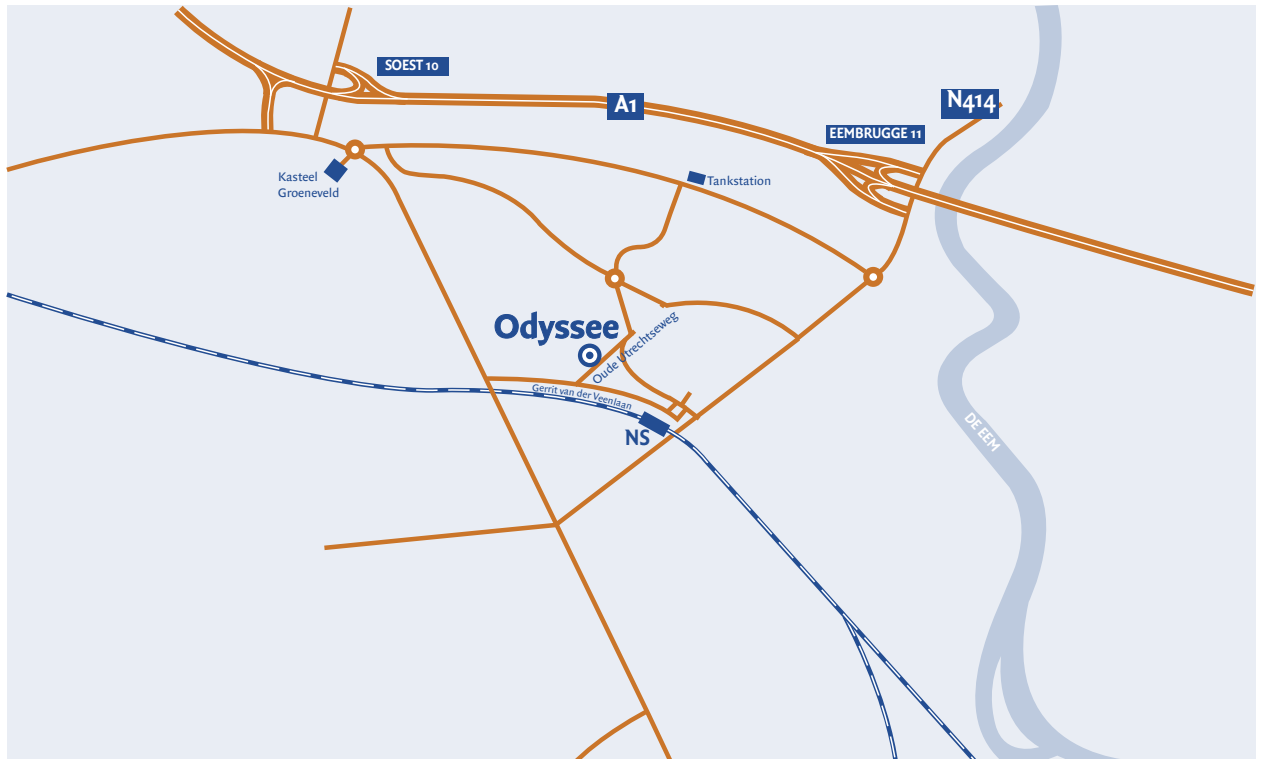 SOEST 10
A1
N414
EEMBRUGGE 11
Kasteel
Groeneveld
Tankstation
Odyssee
Oude Utrechtseweg
Gerrit van der Veenlaan
NS
DE EEM